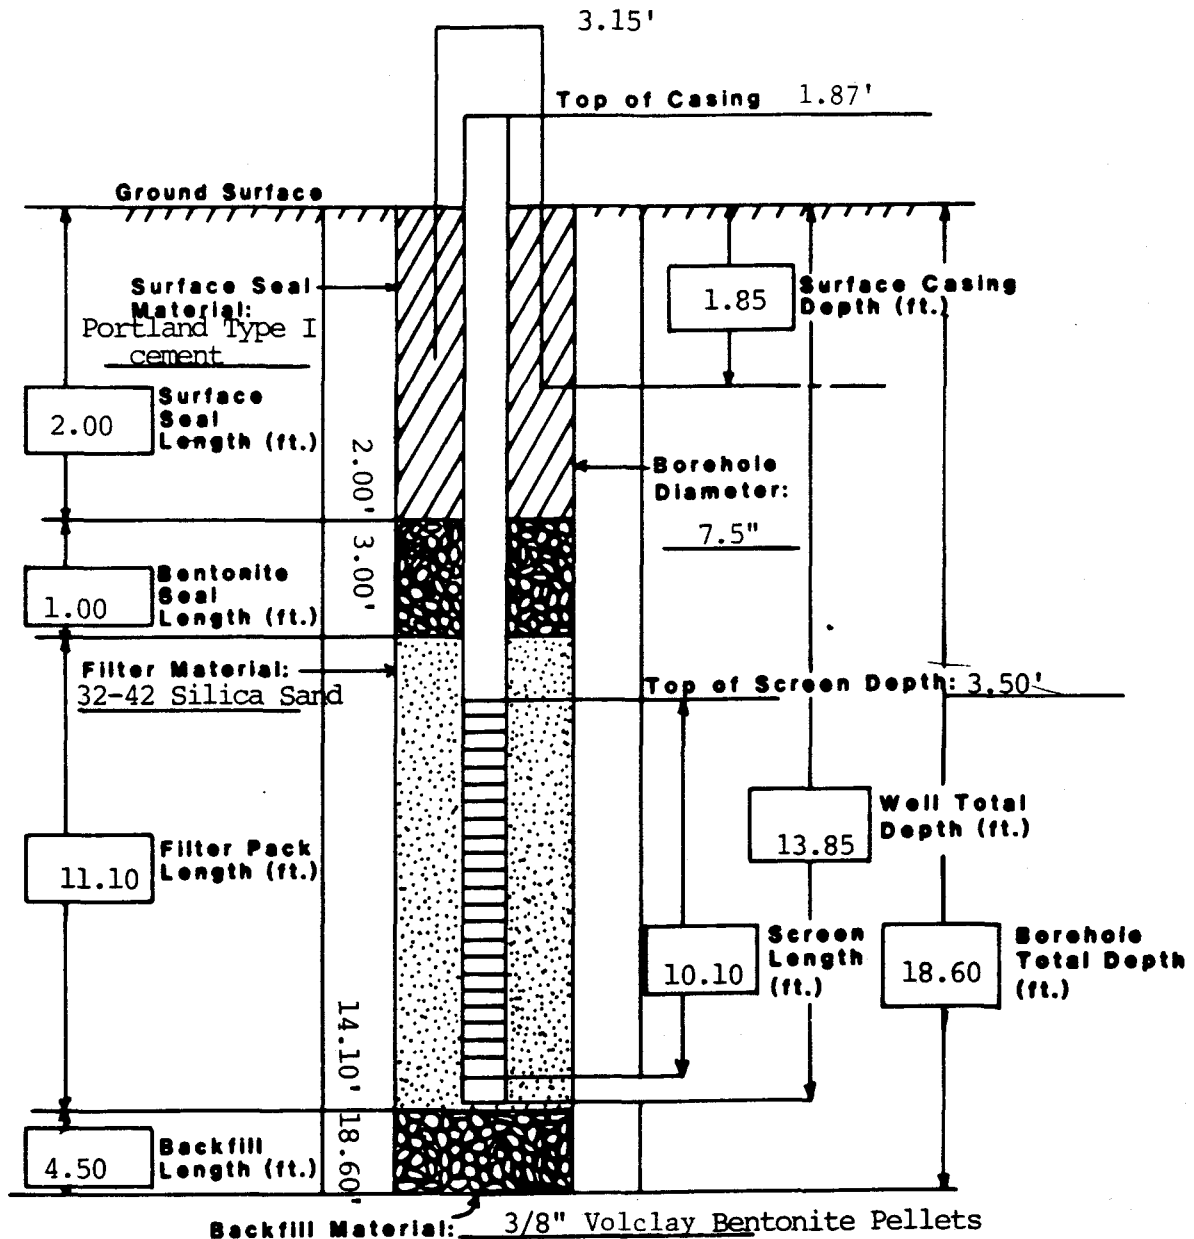 3.15'
Top of Casing 1.87'
Ground Surface
Surface Seal
Material:
Portland Type I
cement
1.85
Surface Casing
Depth (ft.)
2.00
Surface
Seal
Length (ft.)
2.00'
Borehole
Diameter:
7.5"
1.00
Bentonite
Seal
Length (ft.)
3.00'
Filter Material:
32-42 Silica Sand
Top of Screen Depth: 3.50'
11.10
Filter Pack
Length (ft.)
13.85
Well Total
Depth (ft.)
10.10
Screen
Length
(ft.)
18.60
Borehole
Total Depth
(ft.)
14.10'
4.50
Backfill
Length (ft.)
18.60'
Backfill Material: 3/8" Volclay Bentonite Pellets